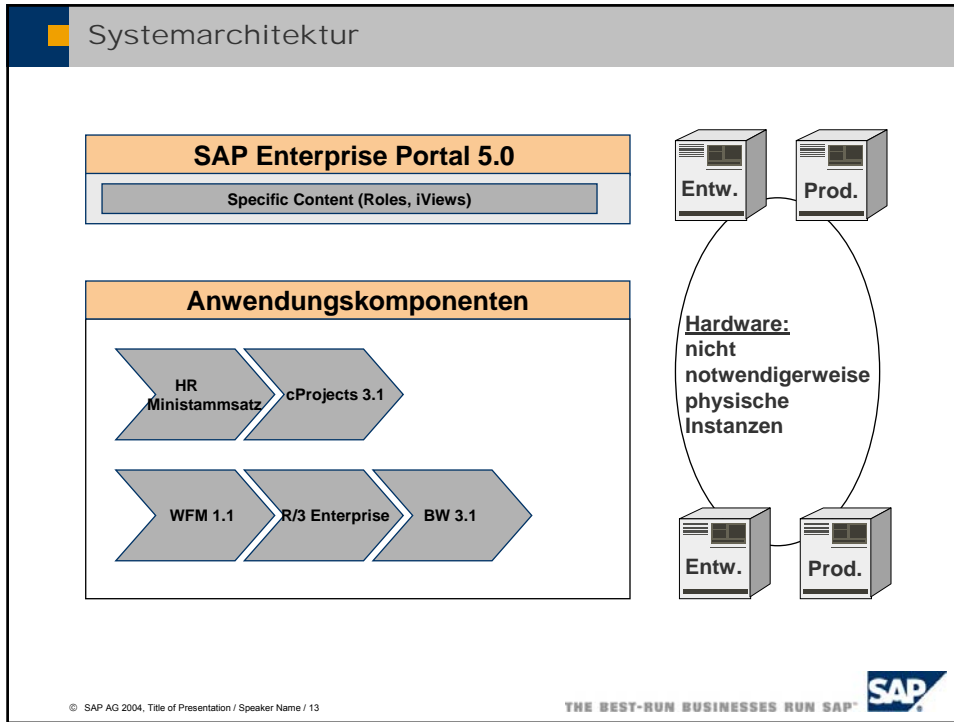 Systemarchitektur
SAP Enterprise Portal 5.0
Specific Content (Roles, iViews)
Anwendungskomponenten
HR
Ministammsatz
cProjects 3.1
WFM 1.1
R/3 Enterprise
BW 3.1
Entw.
Prod.
Hardware:
nicht
notwendigerweise
physische
Instanzen
Entw.
Prod.
© SAP AG 2004, Title of Presentation / Speaker Name / 13
THE BEST-RUN BUSINESSES RUN SAP™
SAP